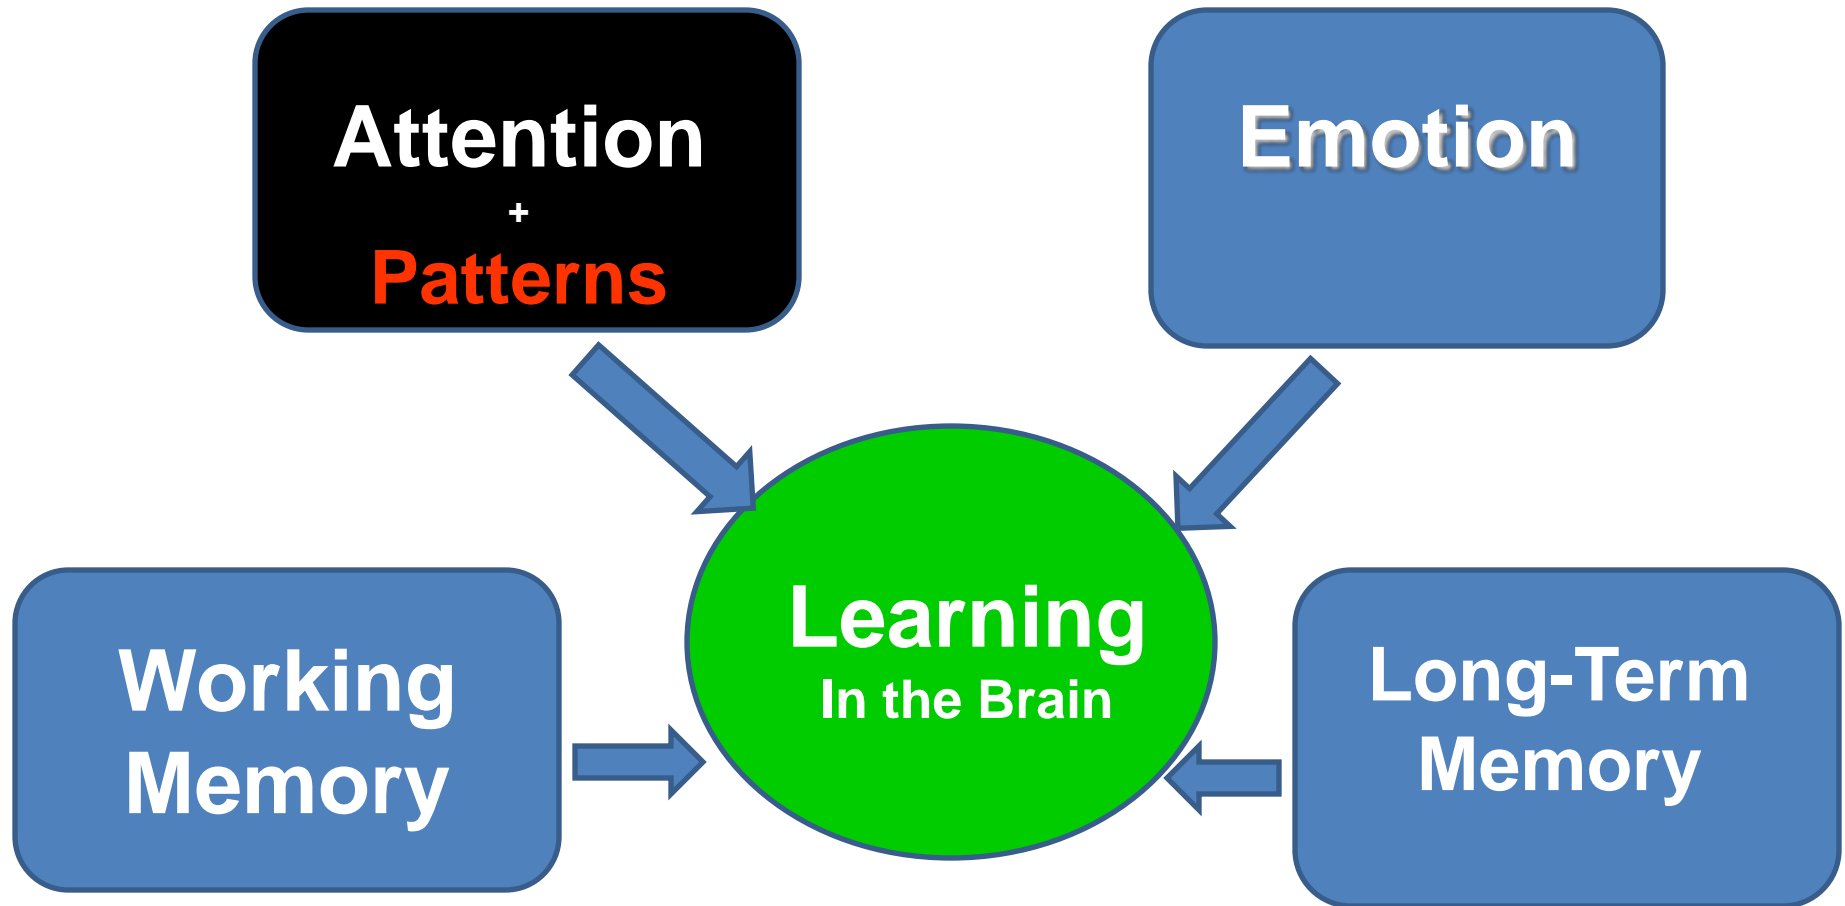 Attention
+
Patterns
Emotion
Working
Memory
Learning
In the Brain
Long-Term
Memory